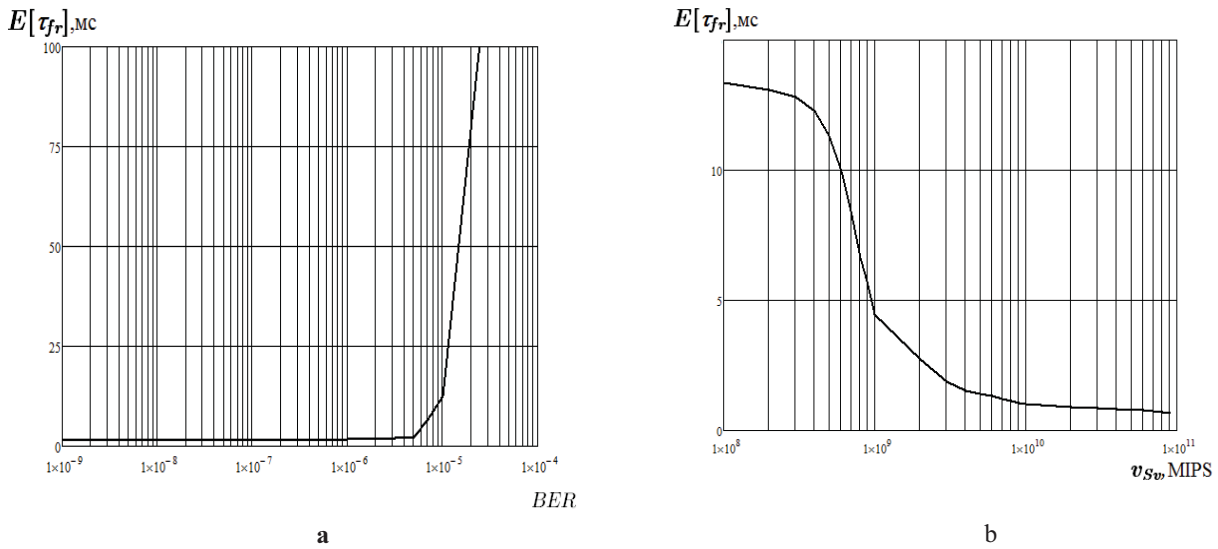 E[τfr],мс
100
75
50
25
0
1×10⁻⁹ 1×10⁻⁸ 1×10⁻⁷ 1×10⁻⁶ 1×10⁻⁵ 1×10⁻⁴
BER
a
E[τfr],мс
10
5
0
1×10⁸ 1×10⁹ 1×10¹⁰ 1×10¹¹
vSv, MIPS
b